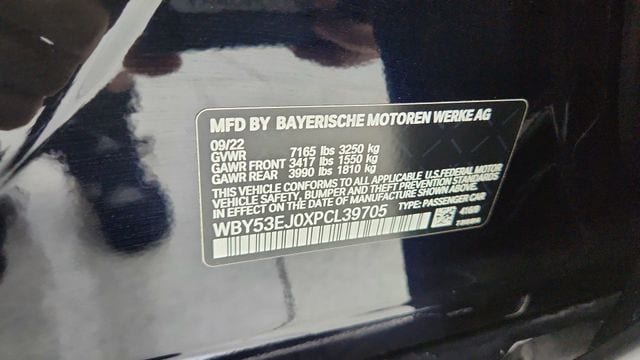 MFD BY BAYERISCHE MOTOREN WERKE AG
09/22
GVWR 7165 lbs 3250 kg
GAWR FRONT 3417 lbs 1550 kg
GAWR REAR 3990 lbs 1810 kg
THIS VEHICLE CONFORMS TO ALL APPLICABLE U.S.FEDERAL MOTOR
VEHICLE SAFETY, BUMPER AND THEFT PREVENTION STANDARDS
IN EFFECT ON THE DATE OF MANUFACTURE SHOWN ABOVE.
WBY53EJ0XPCL39705 TYPE: PASSENGER CAR